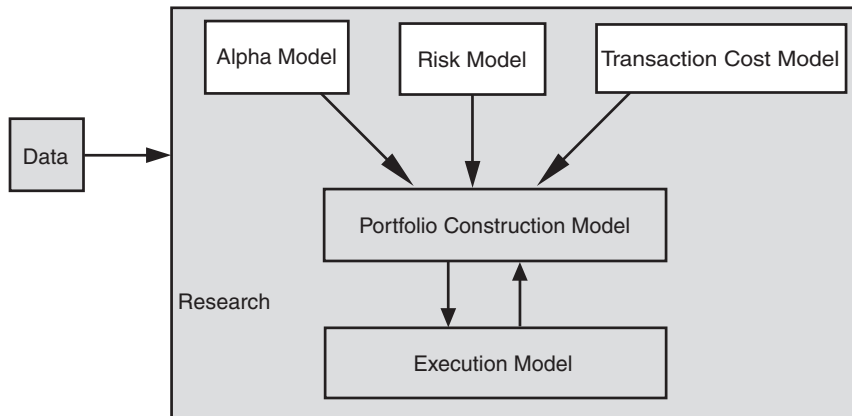 Alpha Model
Risk Model
Transaction Cost Model
Data
Portfolio Construction Model
Research
Execution Model